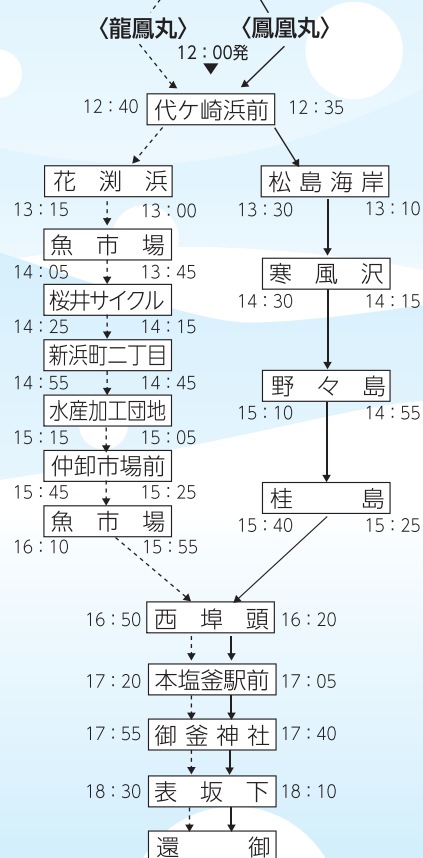 〈龍鳳丸〉 〈鳳凰丸〉
12：00発
▼
12：40 代ケ崎浜前 12：35
花渕浜 松島海岸
13：15 13：00 13：30 13：10
魚市場
14：05 13：45
寒風沢
14：30 14：15
桜井サイクル
14：25 14：15
新浜町二丁目
14：55 14：45
野々島
15：10 14：55
水産加工団地
15：15 15：05
仲卸市場前
15：45 15：25
桂島
15：40 15：25
魚市場
16：10 15：55
16：50 西埠頭 16：20
17：20 本塩釜駅前 17：05
17：55 御釜神社 17：40
18：30 表坂下 18：10
還御